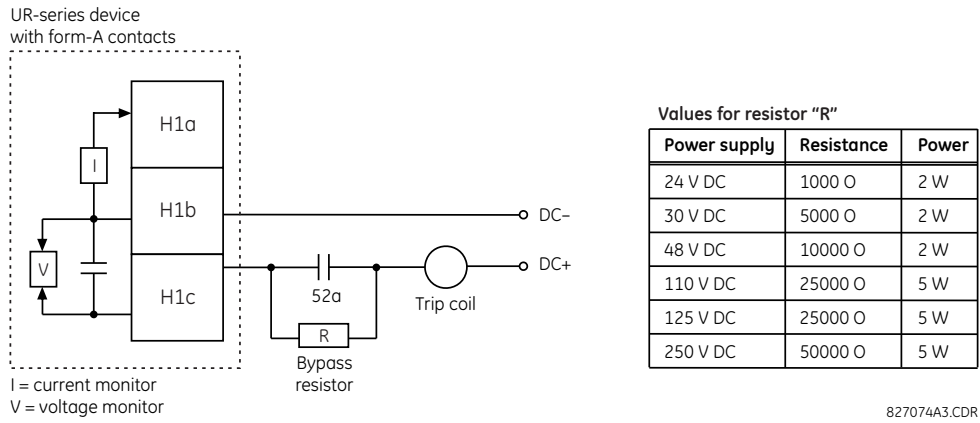 UR-series device
with form-A contacts
H1a
I
H1b
V
H1c
DC–
DC+
52a
Trip coil
R
Bypass
resistor
I = current monitor
V = voltage monitor
Values for resistor “R”
Power supply Resistance Power
24 V DC 1000 O 2 W
30 V DC 5000 O 2 W
48 V DC 10000 O 2 W
110 V DC 25000 O 5 W
125 V DC 25000 O 5 W
250 V DC 50000 O 5 W
827074A3.CDR